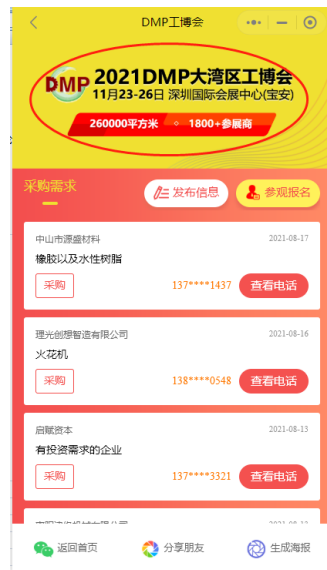 DMP工博会
DMP 2021DMP大湾区工博会
11月23-26日 深圳国际会展中心(宝安)
260000平方米 1800+参展商
采购需求
发布信息
参观报名
中山市源盛材料 2021-08-17
橡胶以及水性树脂
采购 137****1437 查看电话
理光创想智造有限公司 2021-08-16
火花机
采购 138****0548 查看电话
启赋资本 2021-08-13
有投资需求的企业
采购 137****3321 查看电话
返回首页
分享朋友
生成海报